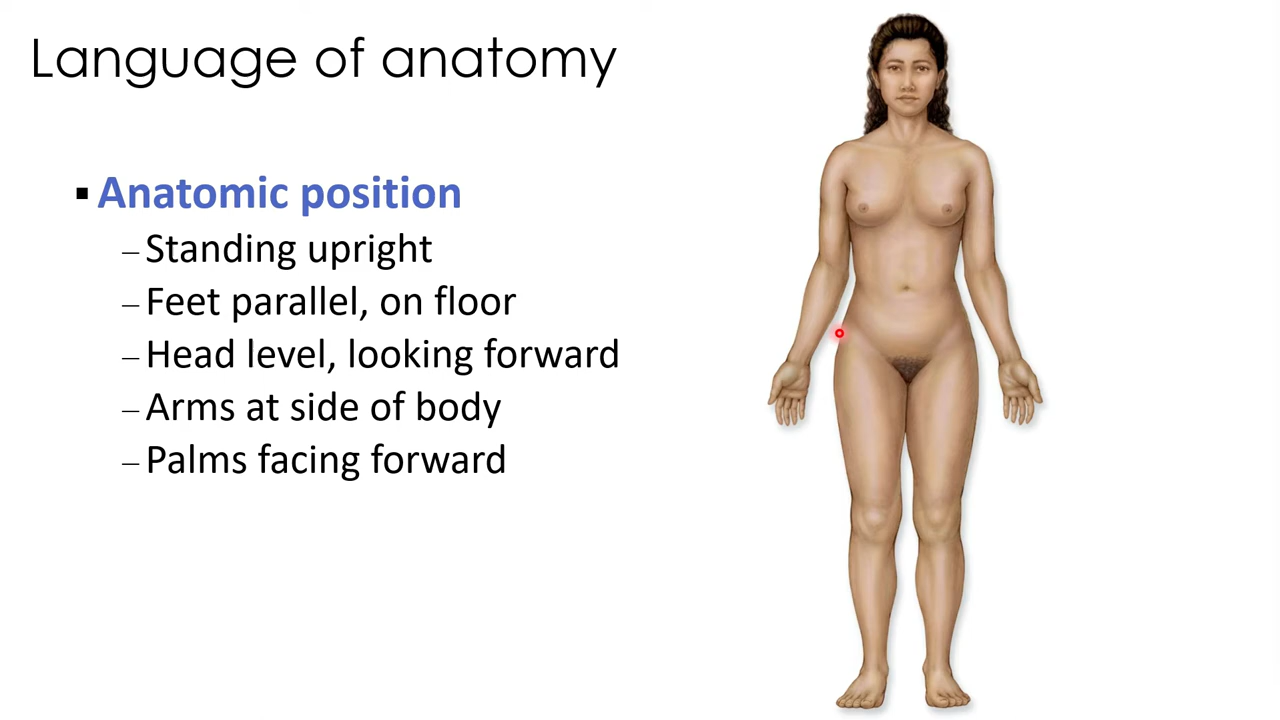 Language of anatomy
▪ Anatomic position
– Standing upright
– Feet parallel, on floor
– Head level, looking forward
– Arms at side of body
– Palms facing forward